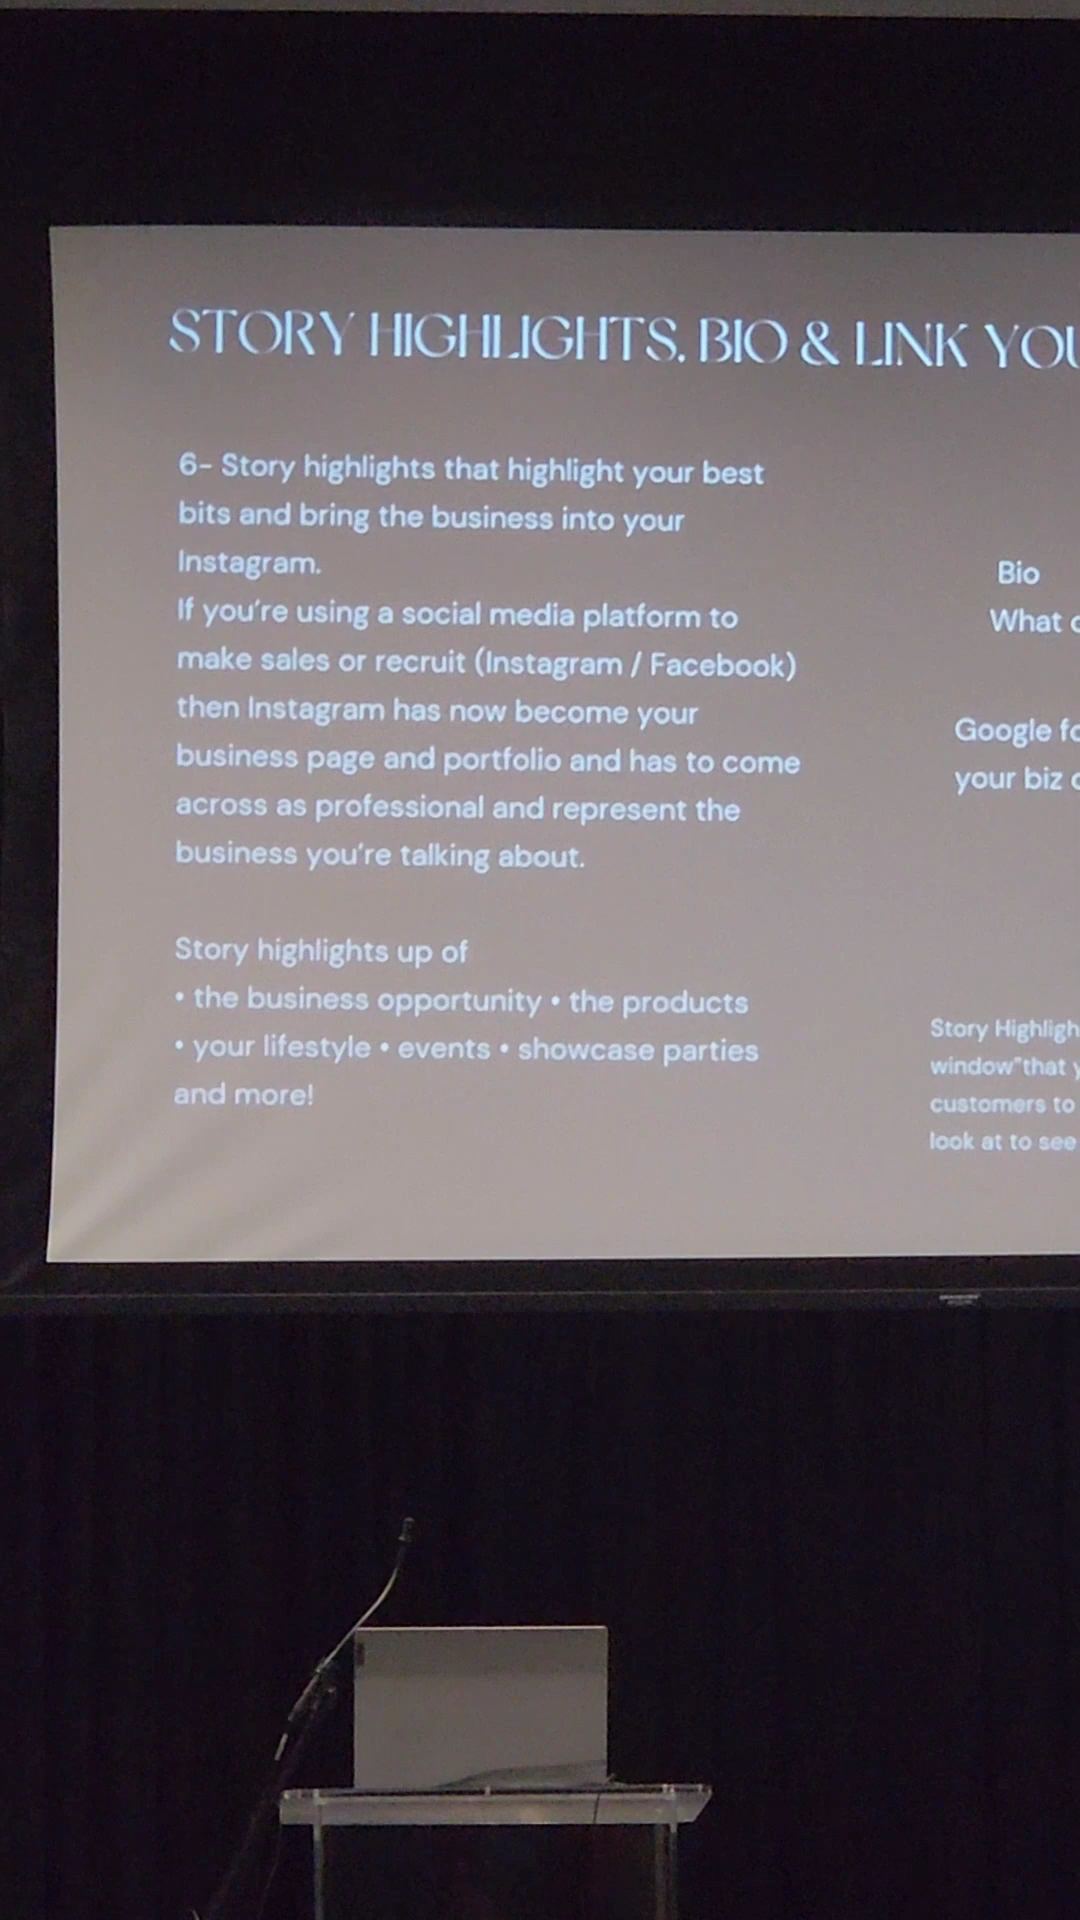 STORY HIGHLIGHTS, BIO & LINK
6- Story highlights that highlight your best
bits and bring the business into your
Instagram.
If you're using a social media platform to
make sales or recruit (Instagram / Facebook)
then Instagram has now become your
business page and portfolio and has to come
across as professional and represent the
business you're talking about.
Story highlights up of
• the business opportunity • the products
• your lifestyle • events • showcase parties
and more!
Bio
What
Google
your biz
Story
window"that
customers to
look at to see